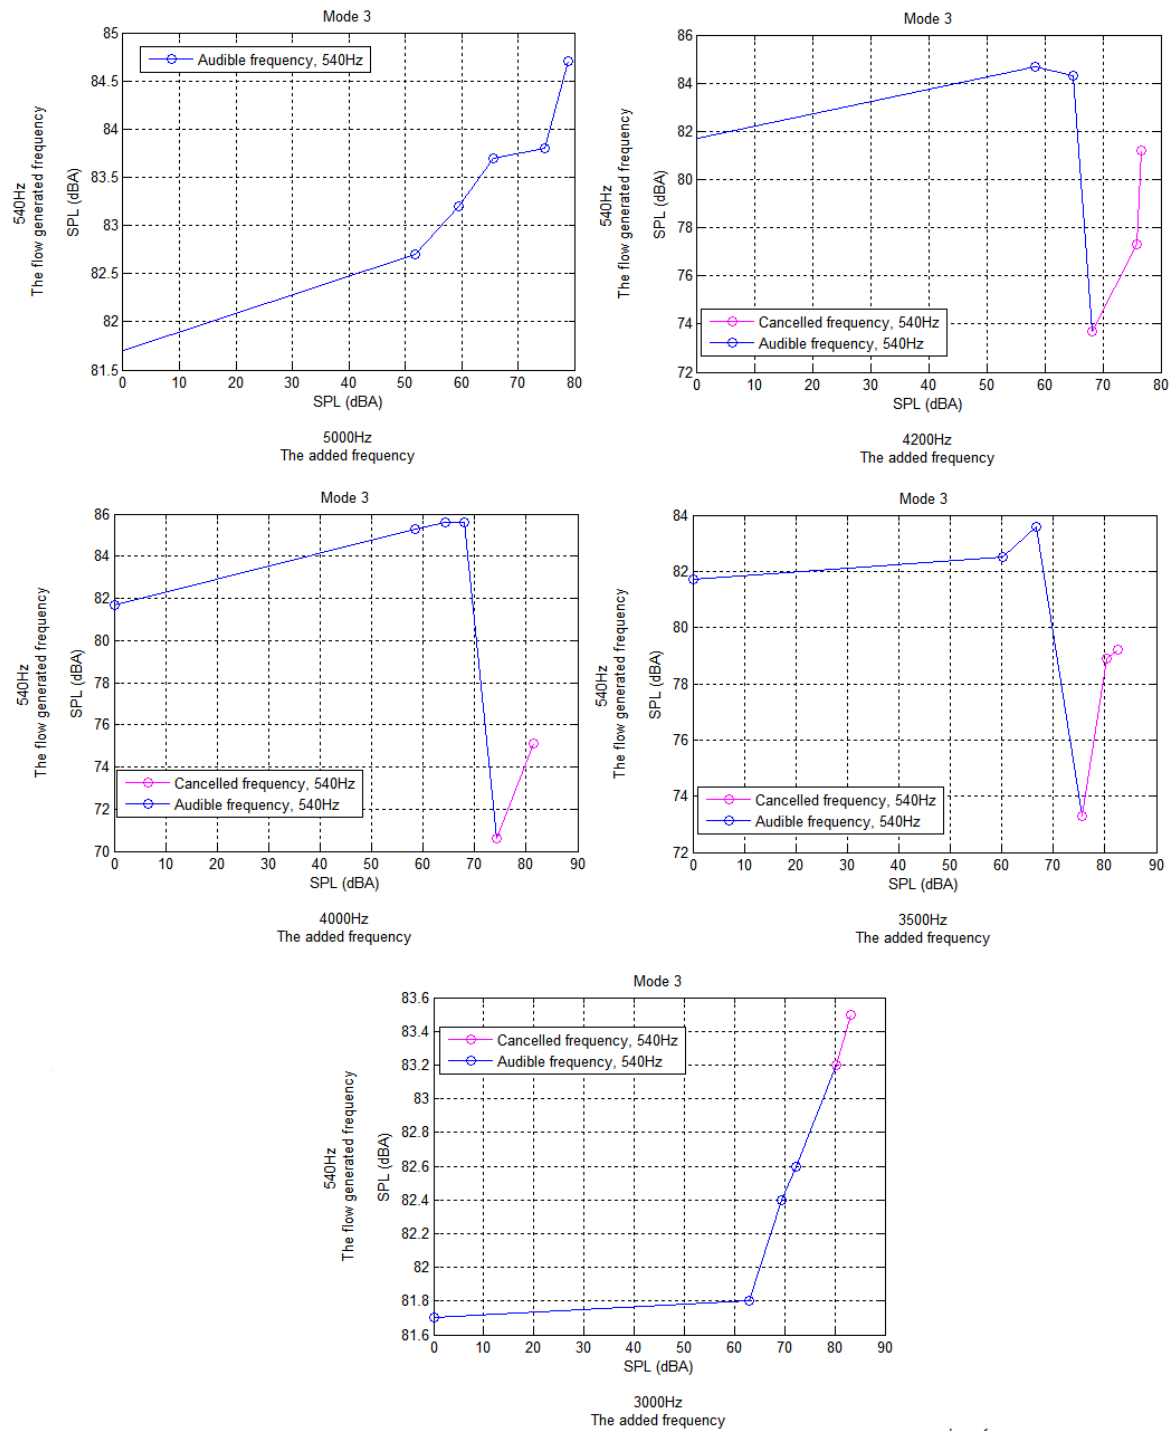 Mode 3
540Hz
The flow generated frequency
SPL (dBA)
85
84.5
84
83.5
83
82.5
82
81.5
Audible frequency, 540Hz
0 10 20 30 40 50 60 70 80
SPL (dBA)
5000Hz
The added frequency
Mode 3
540Hz
The flow generated frequency
SPL (dBA)
86
84
82
80
78
76
74
72
Cancelled frequency, 540Hz
Audible frequency, 540Hz
0 10 20 30 40 50 60 70 80
SPL (dBA)
4200Hz
The added frequency
Mode 3
540Hz
The flow generated frequency
SPL (dBA)
86
84
82
80
78
76
74
72
70
Cancelled frequency, 540Hz
Audible frequency, 540Hz
0 10 20 30 40 50 60 70 80 90
SPL (dBA)
4000Hz
The added frequency
Mode 3
540Hz
The flow generated frequency
SPL (dBA)
84
82
80
78
76
74
72
Cancelled frequency, 540Hz
Audible frequency, 540Hz
0 10 20 30 40 50 60 70 80 90
SPL (dBA)
3500Hz
The added frequency
Mode 3
540Hz
The flow generated frequency
SPL (dBA)
83.6
83.4
83.2
83
82.8
82.6
82.4
82.2
82
81.8
81.6
Cancelled frequency, 540Hz
Audible frequency, 540Hz
0 10 20 30 40 50 60 70 80 90
SPL (dBA)
3000Hz
The added frequency